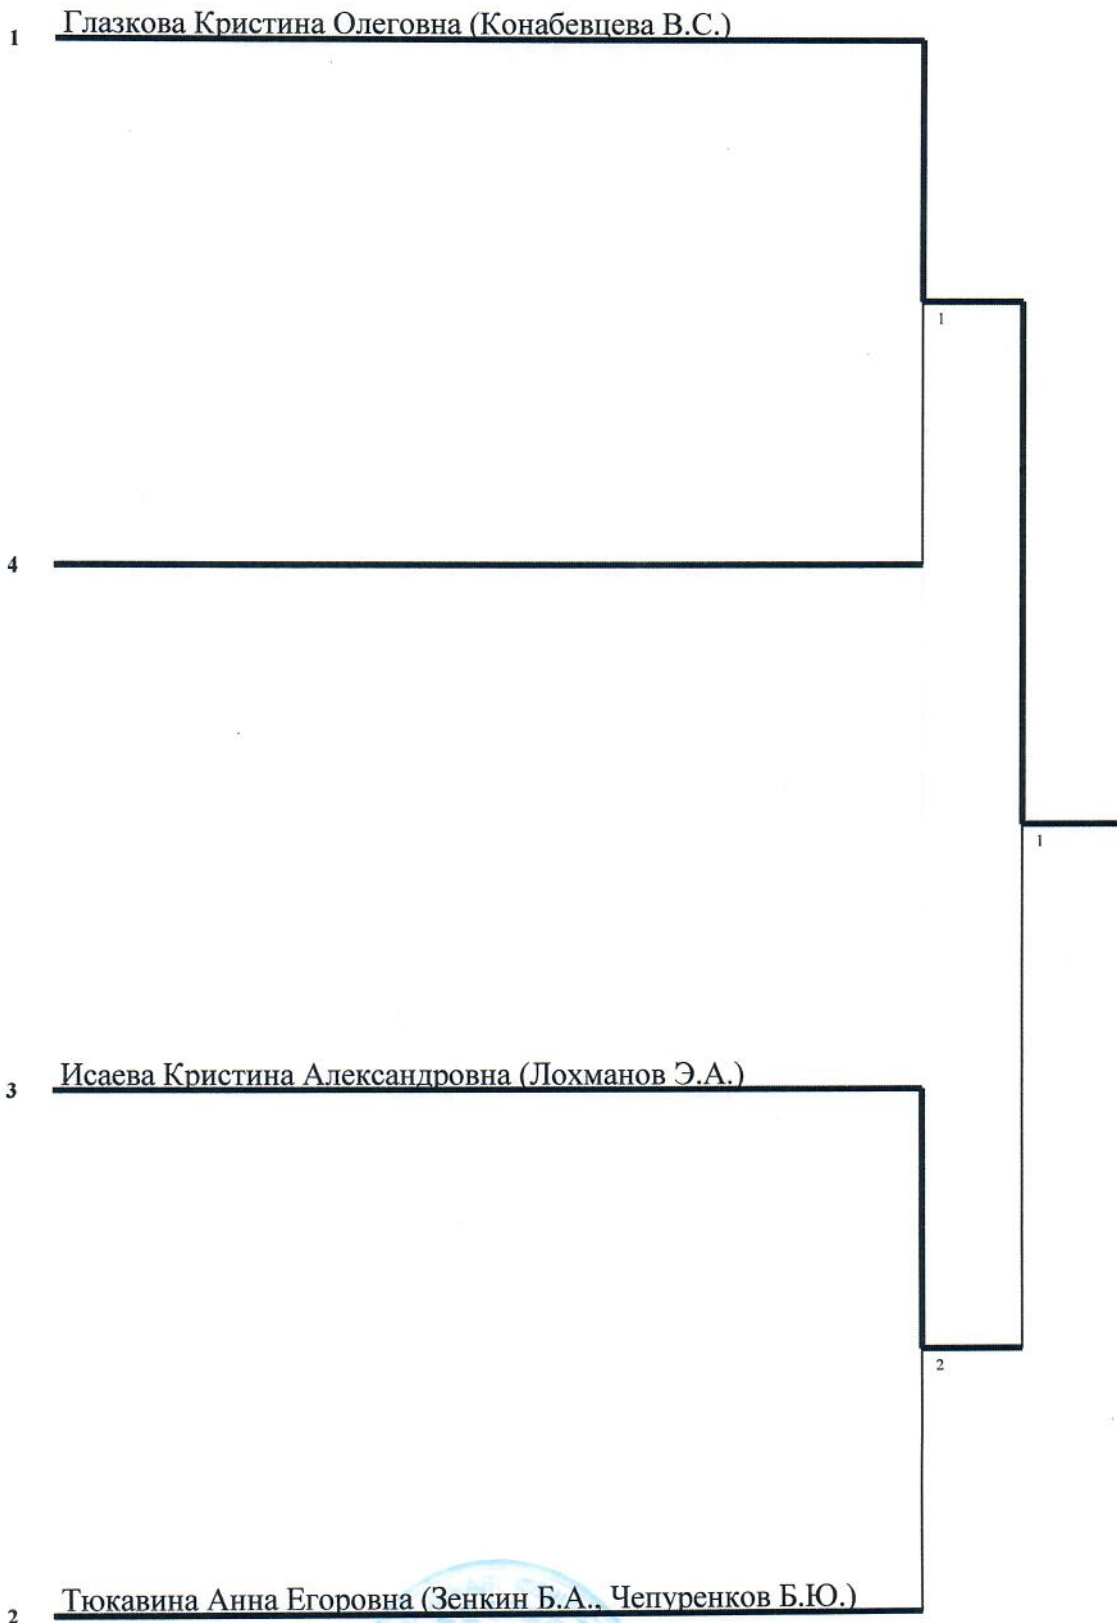 1 Глазкова Кристина Олеговна (Конабевцева В.С.)
1
4
1
3 Исаева Кристина Александровна (Лохманов Э.А.)
2
2 Тюкавина Анна Егоровна (Зенкин Б.А., Чепуренков Б.Ю.)